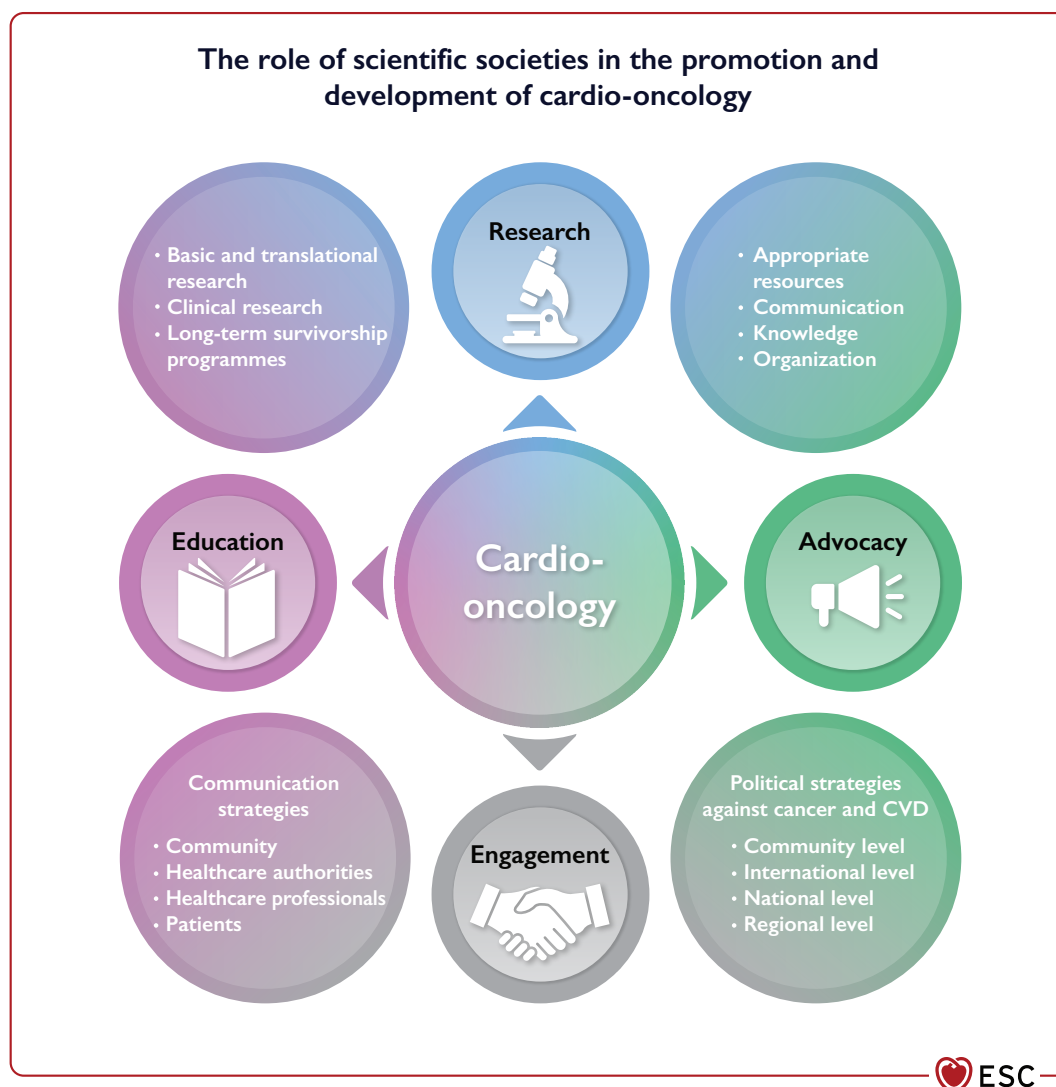 The role of scientific societies in the promotion and
development of cardio-oncology
• Basic and translational
research
• Clinical research
• Long-term survivorship
programmes
Research
• Appropriate
resources
• Communication
• Knowledge
• Organization
Education
Cardio-
oncology
Advocacy
Communication
strategies
• Community
• Healthcare authorities
• Healthcare professionals
• Patients
Engagement
Political strategies
against cancer and CVD
• Community level
• International level
• National level
• Regional level
ESC